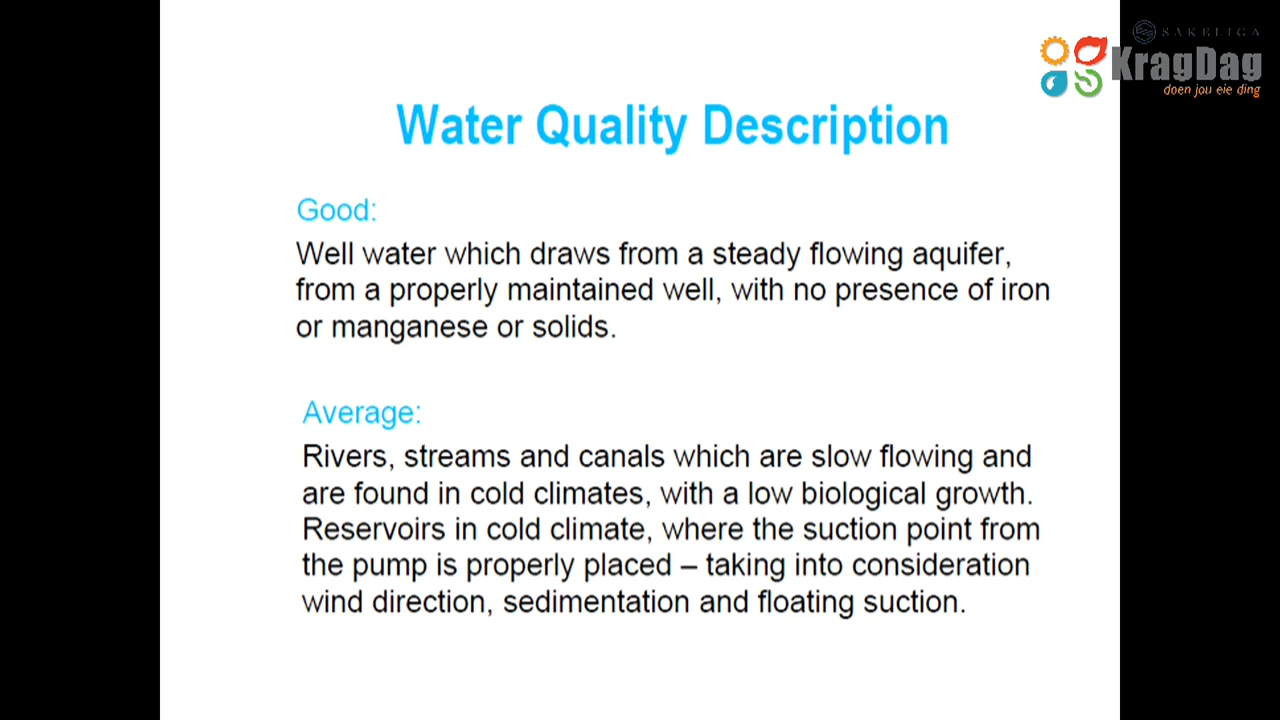 SAKELIGA
KragDag
doen jou eie ding
Water Quality Description
Good:
Well water which draws from a steady flowing aquifer,
from a properly maintained well, with no presence of iron
or manganese or solids.
Average:
Rivers, streams and canals which are slow flowing and
are found in cold climates, with a low biological growth.
Reservoirs in cold climate, where the suction point from
the pump is properly placed – taking into consideration
wind direction, sedimentation and floating suction.